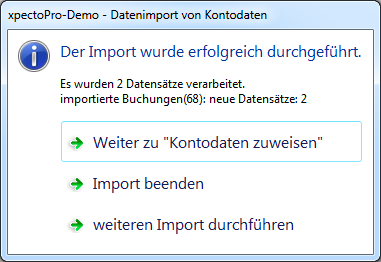 xpectoPro-Demo - Datenimport von Kontodaten
Der Import wurde erfolgreich durchgeführt.
Es wurden 2 Datensätze verarbeitet.
importierte Buchungen(68): neue Datensätze: 2
Weiter zu "Kontodaten zuweisen"
Import beenden
weiteren Import durchführen